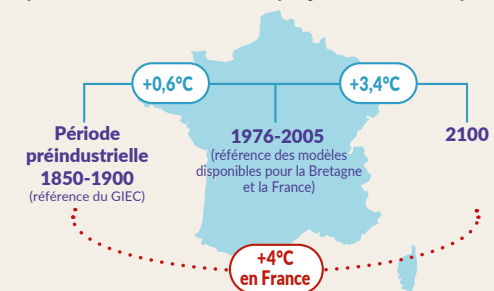 +0,6°C
+3,4°C
Période
préindustrielle
1850-1900
(référence du GIEC)
1976-2005
(référence des modèles
disponibles pour la Bretagne
et la France)
2100
+4°C
en France